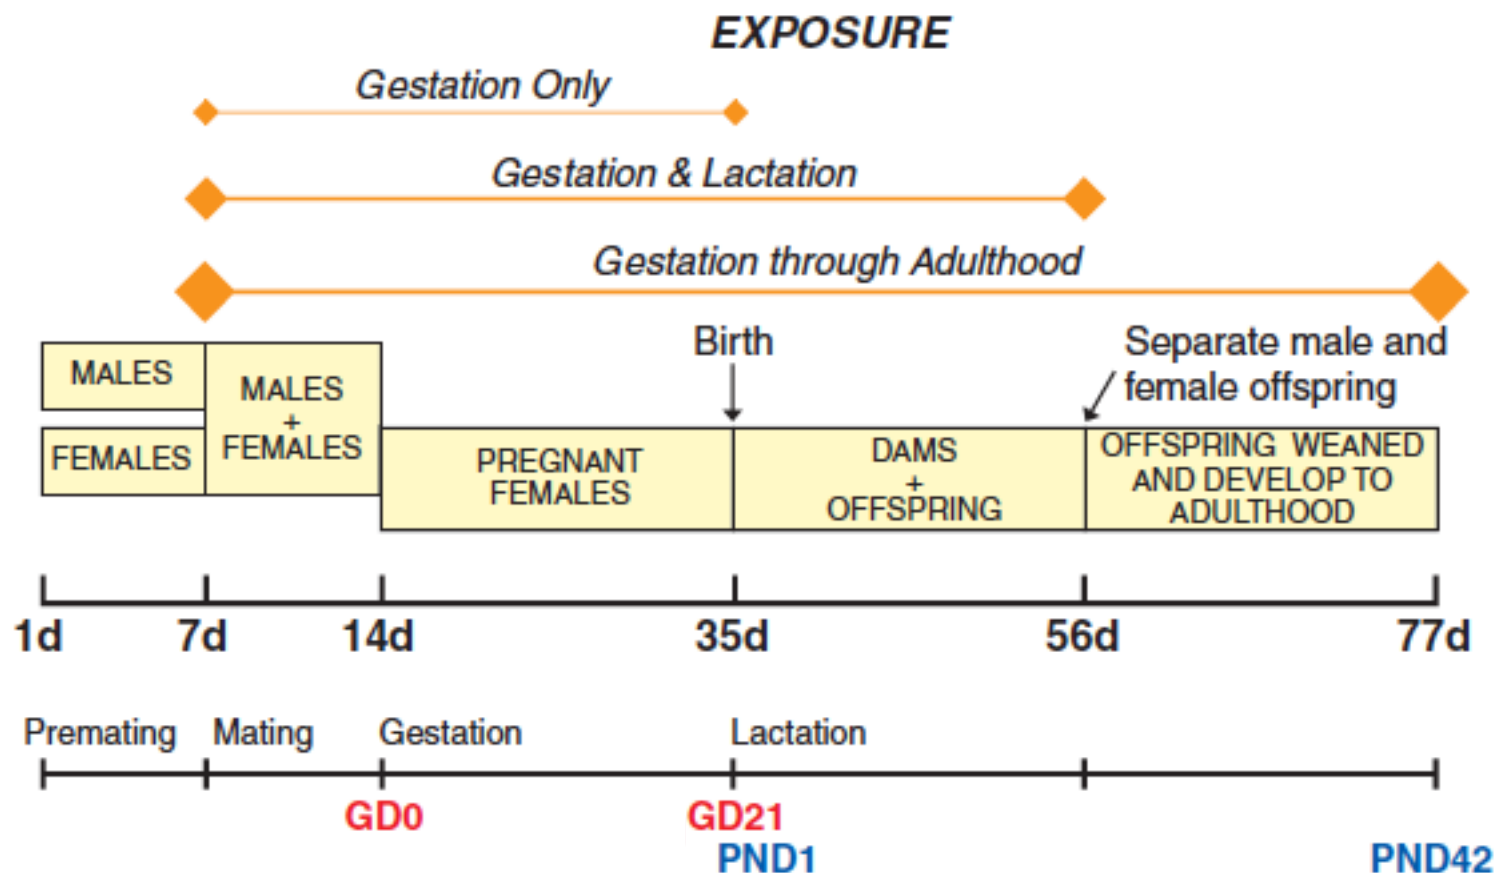 EXPOSURE
Gestation Only
Gestation & Lactation
Gestation through Adulthood
Birth
Separate male and
female offspring
MALES
FEMALES
MALES
+
FEMALES
PREGNANT
FEMALES
DAMS
+
OFFSPRING
OFFSPRING WEANED
AND DEVELOP TO
ADULTHOOD
1d 7d 14d 35d 56d 77d
Premating Mating Gestation Lactation
GD0 GD21
PND1 PND42